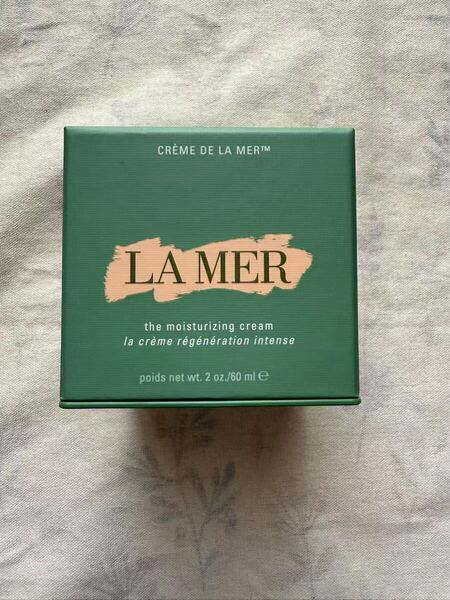 CRÈME DE LA MER™
LA MER
the moisturizing cream
la crème régénération intense
poids net wt. 2 oz./60 ml ℮